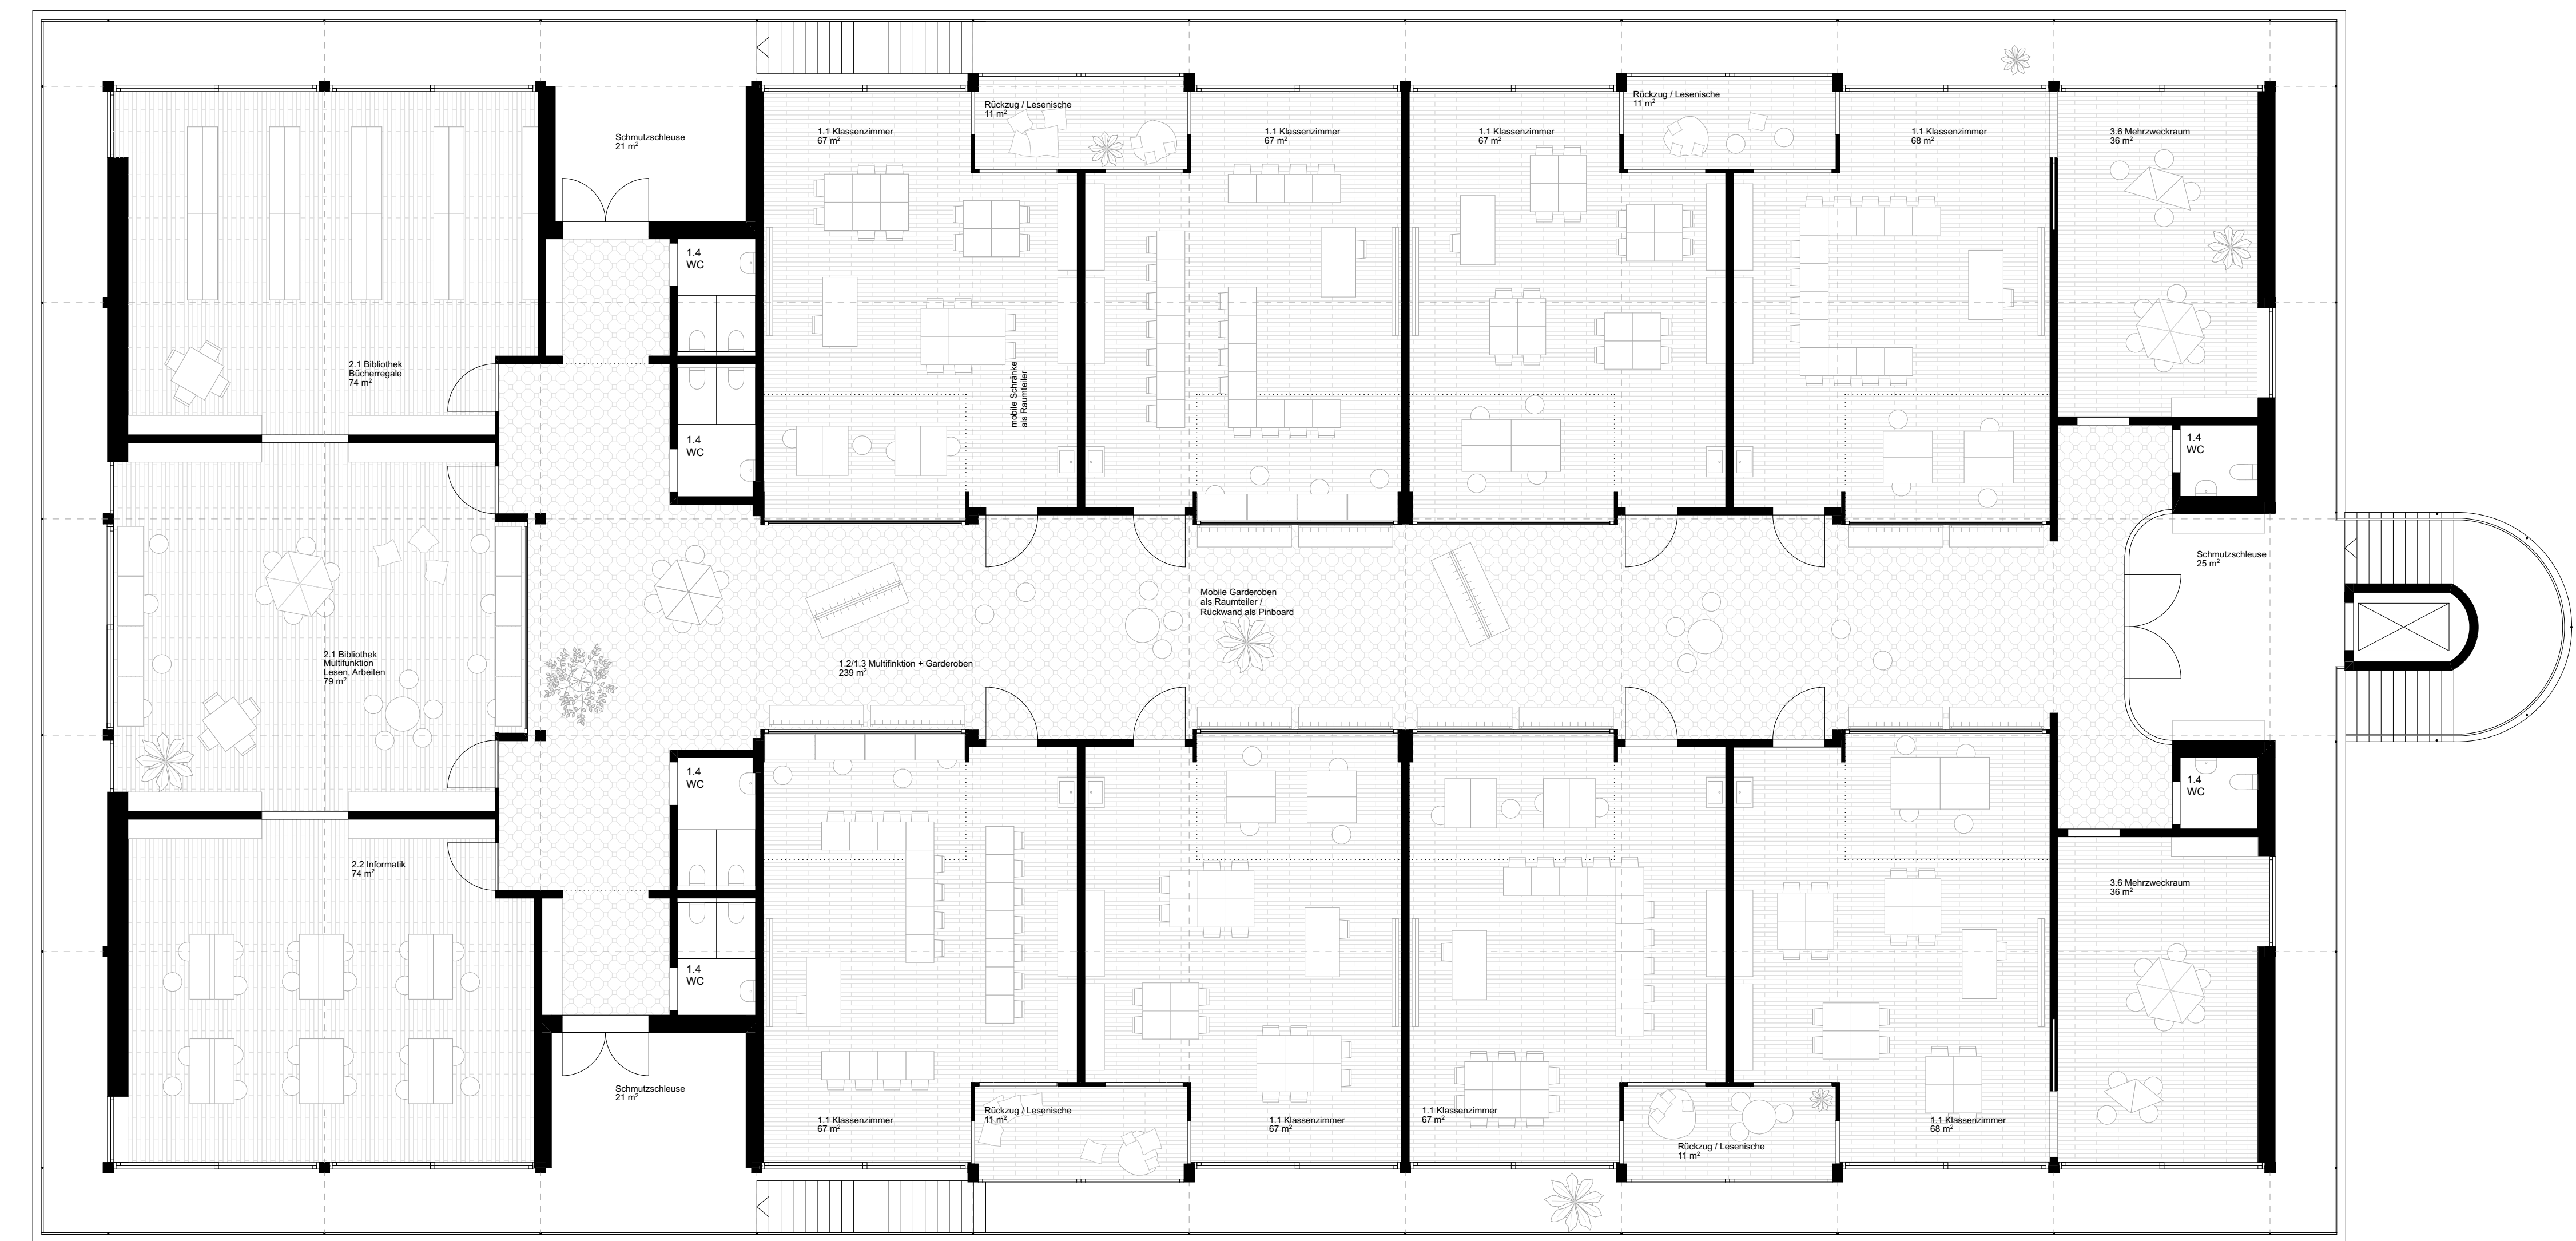 Rückzug / Lesenische
11 m²
Rückzug / Lesenische
11 m²
Schmutzschleuse
21 m²
1.1 Klassenzimmer
67 m²
1.1 Klassenzimmer
67 m²
1.1 Klassenzimmer
67 m²
1.1 Klassenzimmer
68 m²
3.6 Mehrzweckraum
36 m²
1.4
WC
2.1 Bibliothek
Bücherregale
74 m²
mobile Schränke
als Raumteiler
1.4
WC
1.4
WC
Schmutzschleuse
25 m²
Mobile Garderoben
als Raumteiler /
Rückwand als Pinboard
2.1 Bibliothek
Multifunktion
Lesen, Arbeiten
79 m²
1.2/1.3 Multifinktion + Garderoben
239 m²
1.4
WC
1.4
WC
2.2 Informatik
74 m²
3.6 Mehrzweckraum
36 m²
1.4
WC
Schmutzschleuse
21 m²
1.1 Klassenzimmer
67 m²
Rückzug / Lesenische
11 m²
1.1 Klassenzimmer
67 m²
1.1 Klassenzimmer
67 m²
Rückzug / Lesenische
11 m²
1.1 Klassenzimmer
68 m²